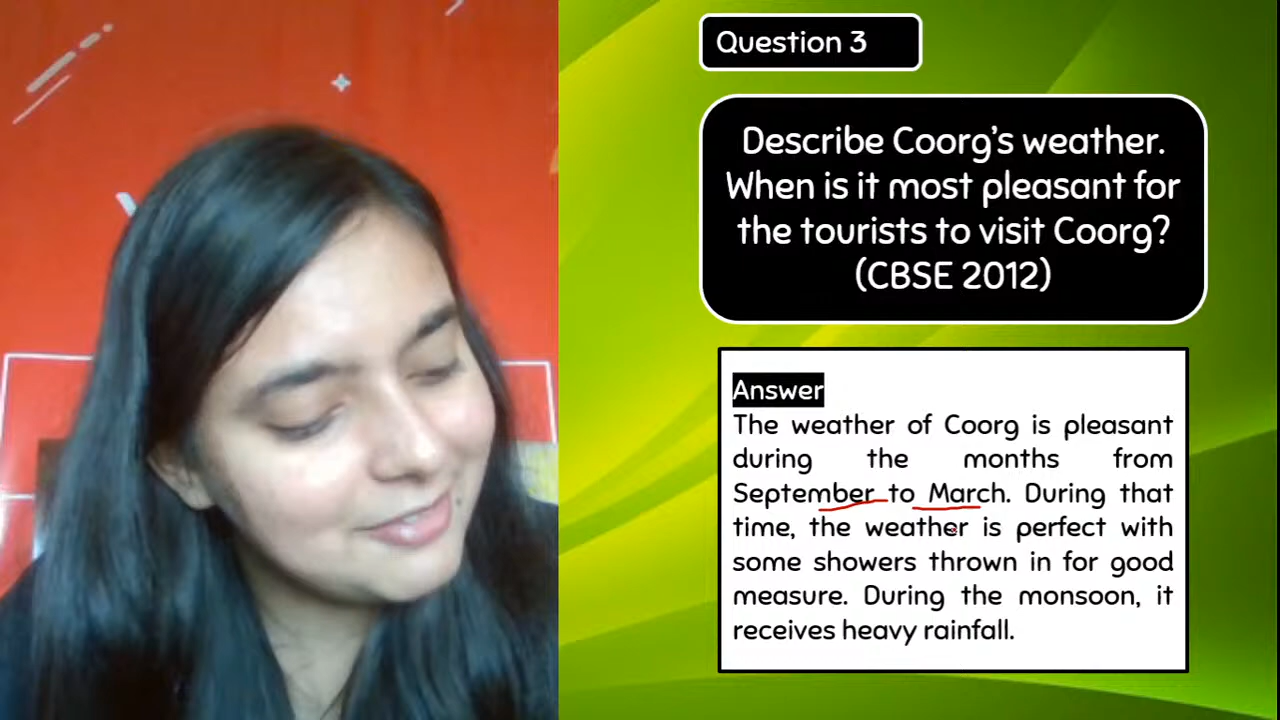 Question 3
Describe Coorg's weather.
When is it most pleasant for
the tourists to visit Coorg?
(CBSE 2012)
Answer
The weather of Coorg is pleasant
during the months from
September to March. During that
time, the weather is perfect with
some showers thrown in for good
measure. During the monsoon, it
receives heavy rainfall.